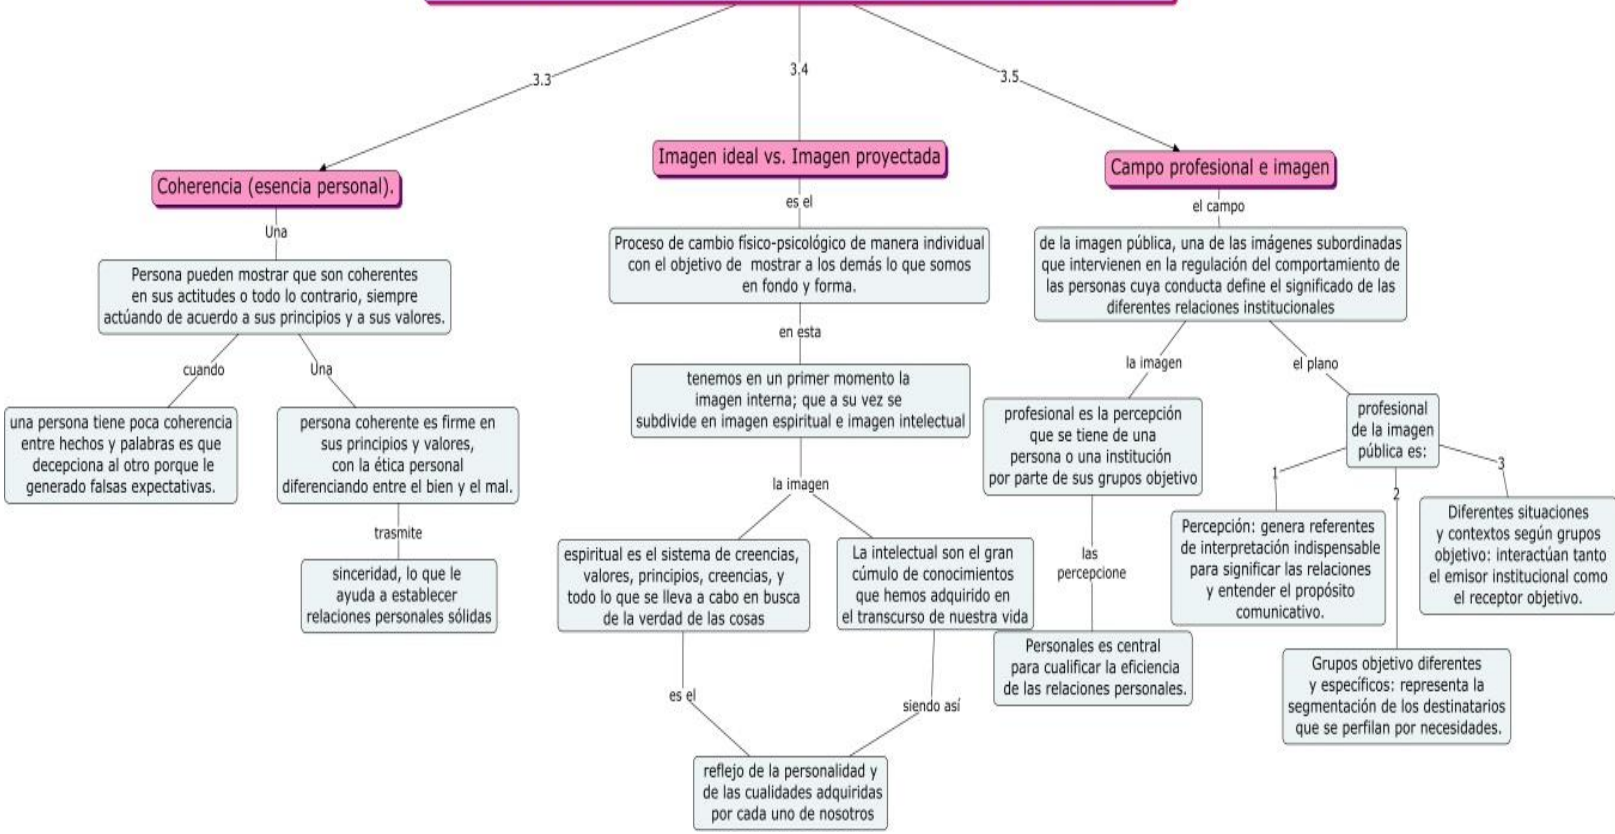 3.3
3.4
3.5
Coherencia (esencia personal).
Una
Persona pueden mostrar que son coherentes
en sus actitudes o todo lo contrario, siempre
actúando de acuerdo a sus principios y a sus valores.
cuando
una persona tiene poca coherencia
entre hechos y palabras es que
decepciona al otro porque le
generado falsas expectativas.
Una
persona coherente es firme en
sus principios y valores,
con la ética personal
diferenciando entre el bien y el mal.
trasmite
sinceridad, lo que le
ayuda a establecer
relaciones personales sólidas
Imagen ideal vs. Imagen proyectada
es el
Proceso de cambio físico-psicológico de manera individual
con el objetivo de mostrar a los demás lo que somos
en fondo y forma.
en esta
tenemos en un primer momento la
imagen interna; que a su vez se
subdivide en imagen espiritual e imagen intelectual
la imagen
espiritual es el sistema de creencias,
valores, principios, creencias, y
todo lo que se lleva a cabo en busca
de la verdad de las cosas
La intelectual son el gran
cúmulo de conocimientos
que hemos adquirido en
el transcurso de nuestra vida
es el
siendo así
reflejo de la personalidad y
de las cualidades adquiridas
por cada uno de nosotros
Campo profesional e imagen
el campo
de la imagen pública, una de las imágenes subordinadas
que intervienen en la regulación del comportamiento de
las personas cuya conducta define el significado de las
diferentes relaciones institucionales
la imagen
profesional es la percepción
que se tiene de una
persona o una institución
por parte de sus grupos objetivo
las
percepcione
Personales es central
para cualificar la eficiencia
de las relaciones personales.
el plano
profesional
de la imagen
pública es:
1
Percepción: genera referentes
de interpretación indispensable
para significar las relaciones
y entender el propósito
comunicativo.
2
Grupos objetivo diferentes
y específicos: representa la
segmentación de los destinatarios
que se perfilan por necesidades.
3
Diferentes situaciones
y contextos según grupos
objetivo: interactúan tanto
el emisor institucional como
el receptor objetivo.